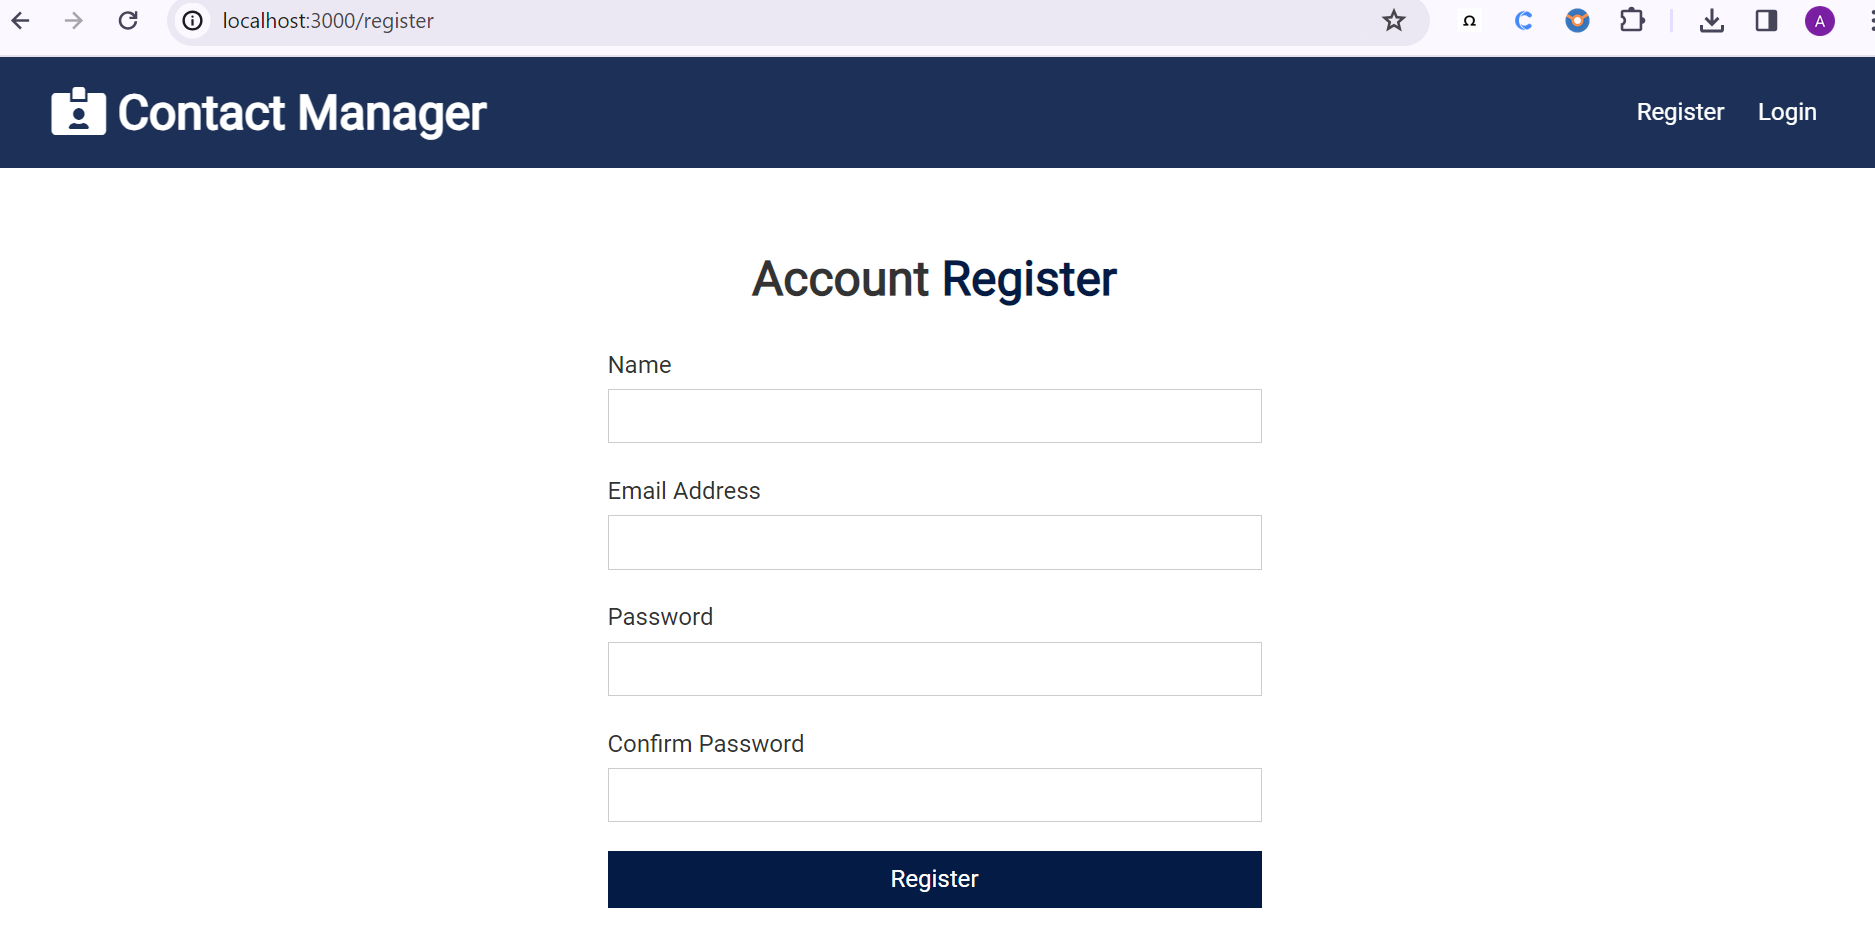 localhost:3000/register
Ω
C
A
Contact Manager
Register Login
Account Register
Name
Email Address
Password
Confirm Password
Register